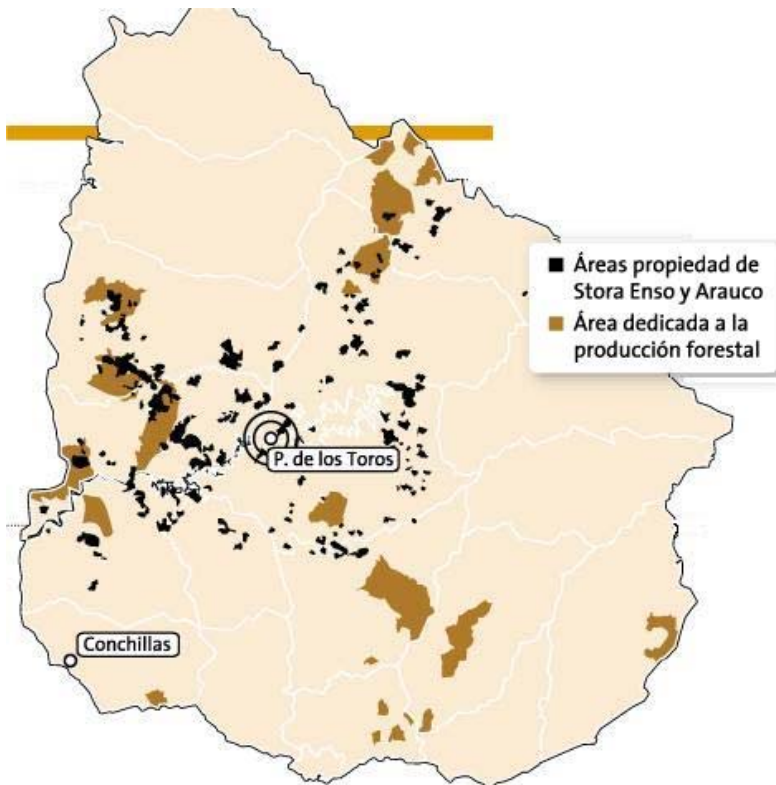 Áreas propiedad de
Stora Enso y Arauco
Área dedicada a la
producción forestal
P. de los Toros
Conchillas